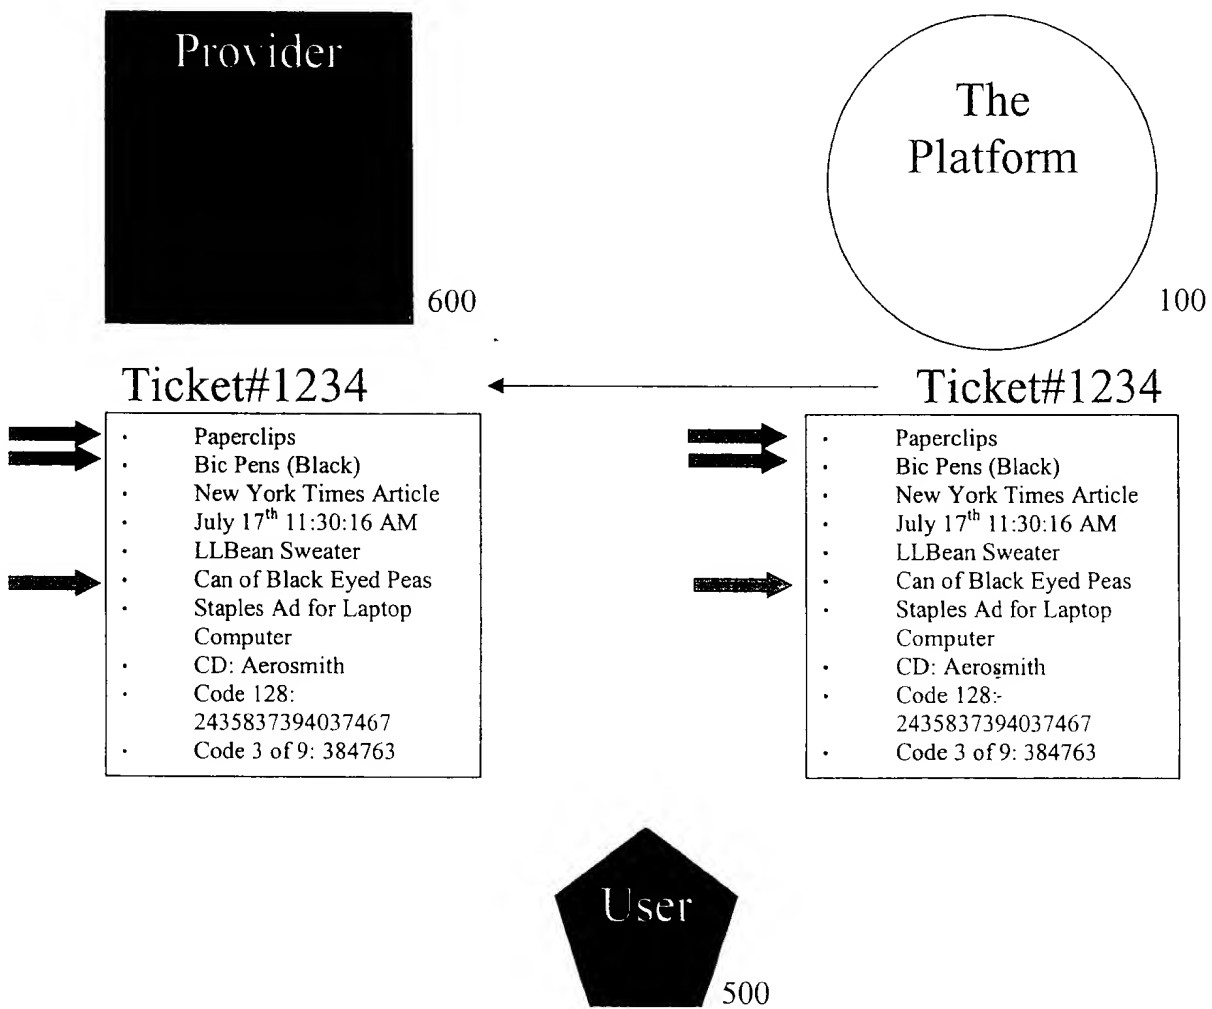 Provider
600
The
Platform
100
Ticket#1234
· Paperclips
· Bic Pens (Black)
· New York Times Article
· July 17th 11:30:16 AM
· LLBean Sweater
· Can of Black Eyed Peas
· Staples Ad for Laptop
Computer
· CD: Aerosmith
· Code 128:
2435837394037467
· Code 3 of 9: 384763
Ticket#1234
· Paperclips
· Bic Pens (Black)
· New York Times Article
· July 17th 11:30:16 AM
· LLBean Sweater
· Can of Black Eyed Peas
· Staples Ad for Laptop
Computer
· CD: Aerosmith
· Code 128:
2435837394037467
· Code 3 of 9: 384763
User
500